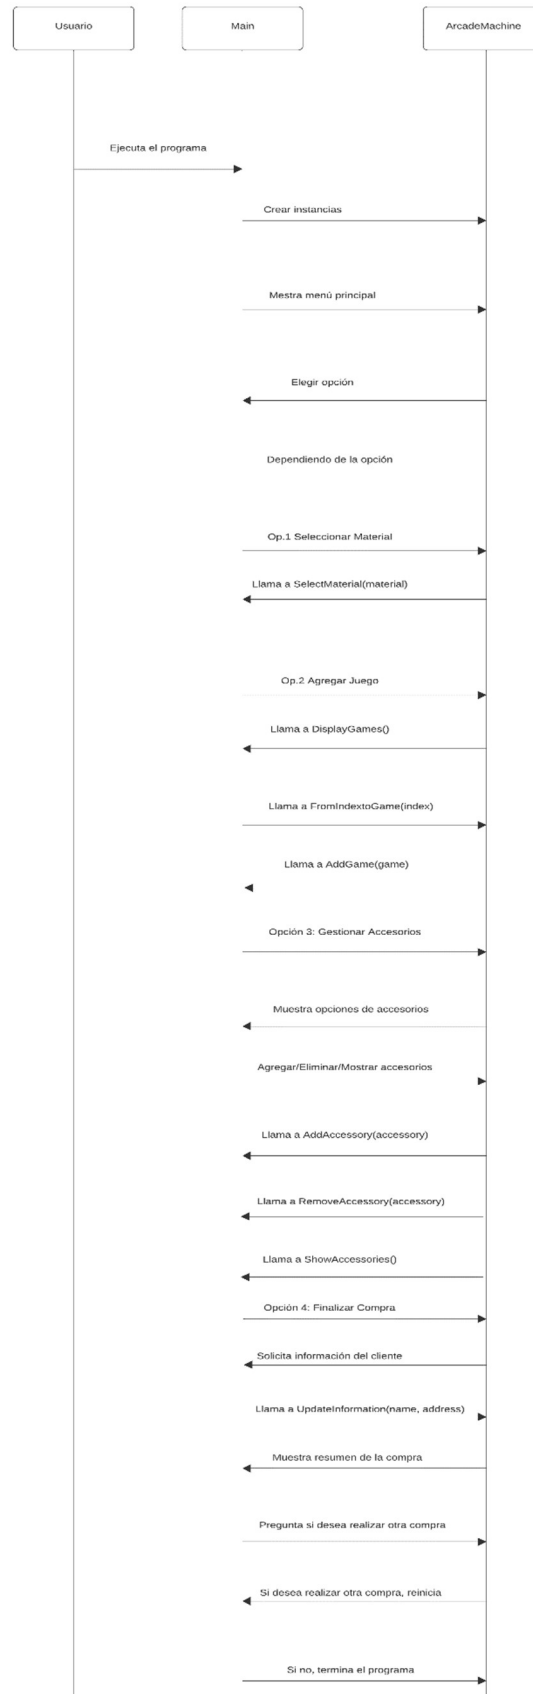 Usuario
Main
ArcadeMachine
Ejecuta el programa
Crear instancias
Mestra menú principal
Elegir opción
Dependiendo de la opción
Op.1 Seleccionar Material
Llama a SelectMaterial(material)
Op.2 Agregar Juego
Llama a DisplayGames()
Llama a FromIndextoGame(index)
Llama a AddGame(game)
Opción 3: Gestionar Accesorios
Muestra opciones de accesorios
Agregar/Eliminar/Mostrar accesorios
Llama a AddAccessory(accessory)
Llama a RemoveAccessory(accessory)
Llama a ShowAccessories()
Opción 4: Finalizar Compra
Solicita información del cliente
Llama a UpdateInformation(name, address)
Muestra resumen de la compra
Pregunta si desea realizar otra compra
Si desea realizar otra compra, reinicia
Si no, termina el programa